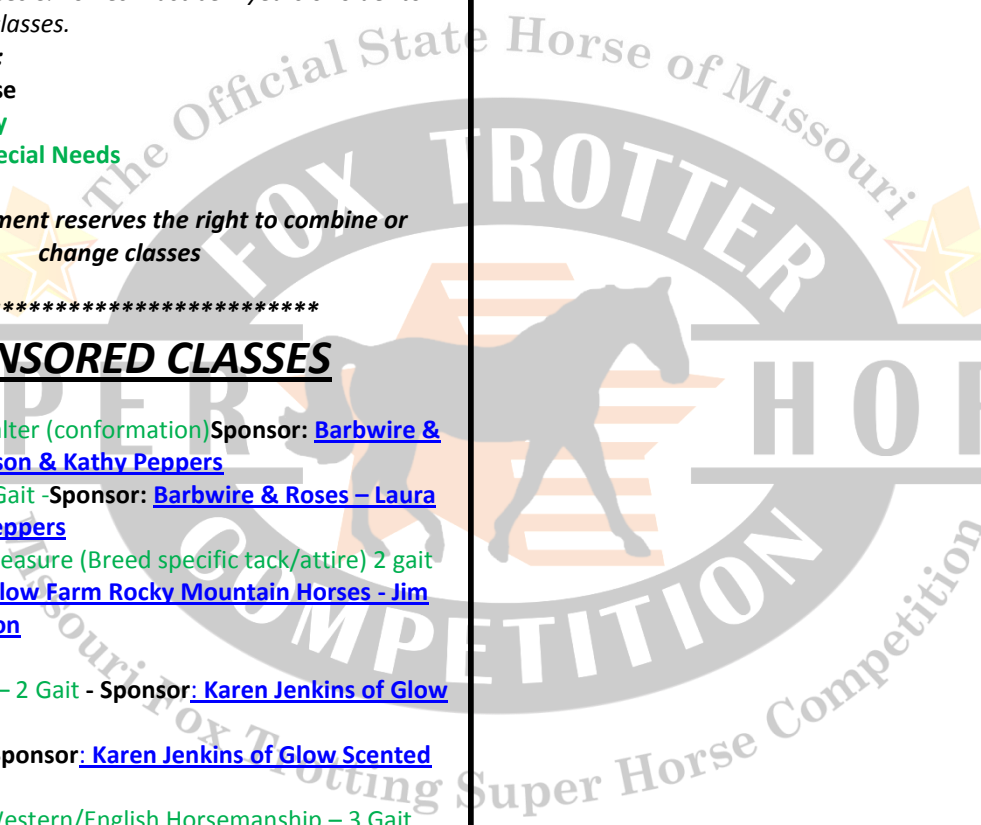 classes.
:
se
y
ecial Needs
ment reserves the right to combine or
change classes
*************************
NSORED CLASSES
alter (conformation)Sponsor: Barbwire &
son & Kathy Peppers
Gait -Sponsor: Barbwire & Roses – Laura
eppers
easure (Breed specific tack/attire) 2 gait
low Farm Rocky Mountain Horses - Jim
on
– 2 Gait - Sponsor: Karen Jenkins of Glow
ponsor: Karen Jenkins of Glow Scented
Western/English Horsemanship – 3 Gait
The Official State Horse of Missouri
FOX TROTTER
PER HOR
COMPETITION
Missouri Fox Trotting Super Horse Competition